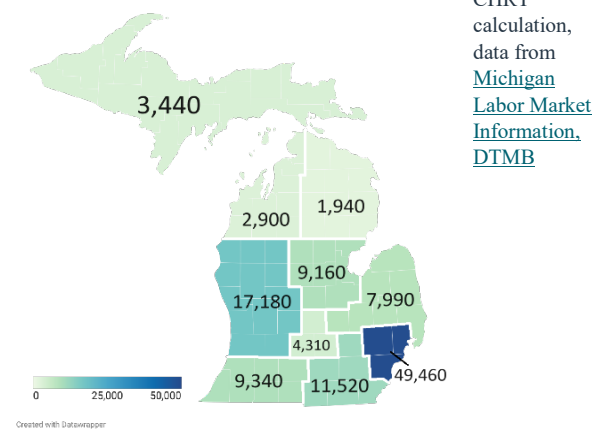 calculation,
data from
Michigan
Labor Market
Information,
DTMB
3,440
2,900
1,940
9,160
17,180
7,990
4,310
9,340
11,520
49,460
0
25,000
50,000
Created with Datawrapper